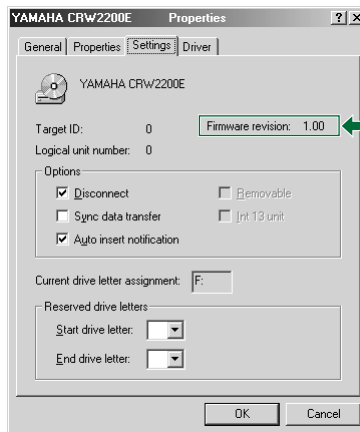 YAMAHA CRW2200E Properties
General Properties Settings Driver
YAMAHA CRW2200E
Target ID: 0 Firmware revision: 1.00
Logical unit number: 0
Options
Disconnect Removable
Sync data transfer Int 13 unit
Auto insert notification
Current drive letter assignment: F:
Reserved drive letters
Start drive letter:
End drive letter:
OK Cancel